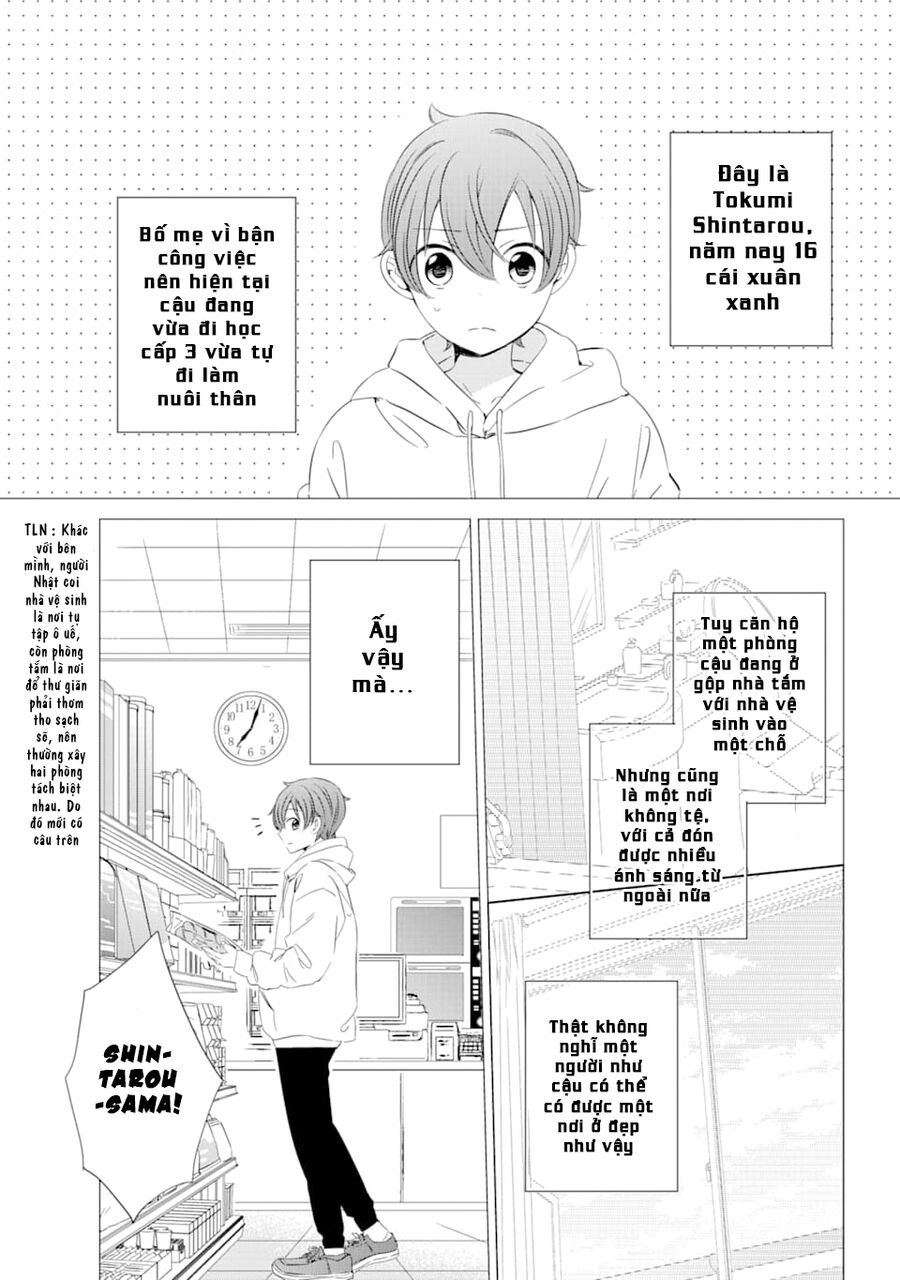 Đây là
Tokumi
Shintarou,
năm nay 16
cái xuân
xanh
Bố mẹ vì bận
công việc
nên hiện tại
cậu đang
vừa đi học
cấp 3 vừa tự
đi làm
nuôi thân
Tuy căn hộ
một phòng
cậu đang ở
gộp nhà tắm
với nhà vệ
sinh vào
một chỗ
Nhưng cũng
là một nơi
không tệ,
với cả đón
được nhiều
ánh sáng từ
ngoài nữa
Thật không
nghĩ một
người như
cậu có thể
có được một
nơi ở đẹp
như vậy
Ấy
vậy
mà...
TLN : Khác
với bên
mình, người
Nhật coi
nhà vệ sinh
là nơi tụ
tập ô uế,
còn phòng
tắm là nơi
để thư giãn
phải thơm
tho sạch
sẽ, nên
thường xây
hai phòng
tách biệt
nhau. Do
đó mới có
câu trên
SHIN-
TAROU
-SAMA!